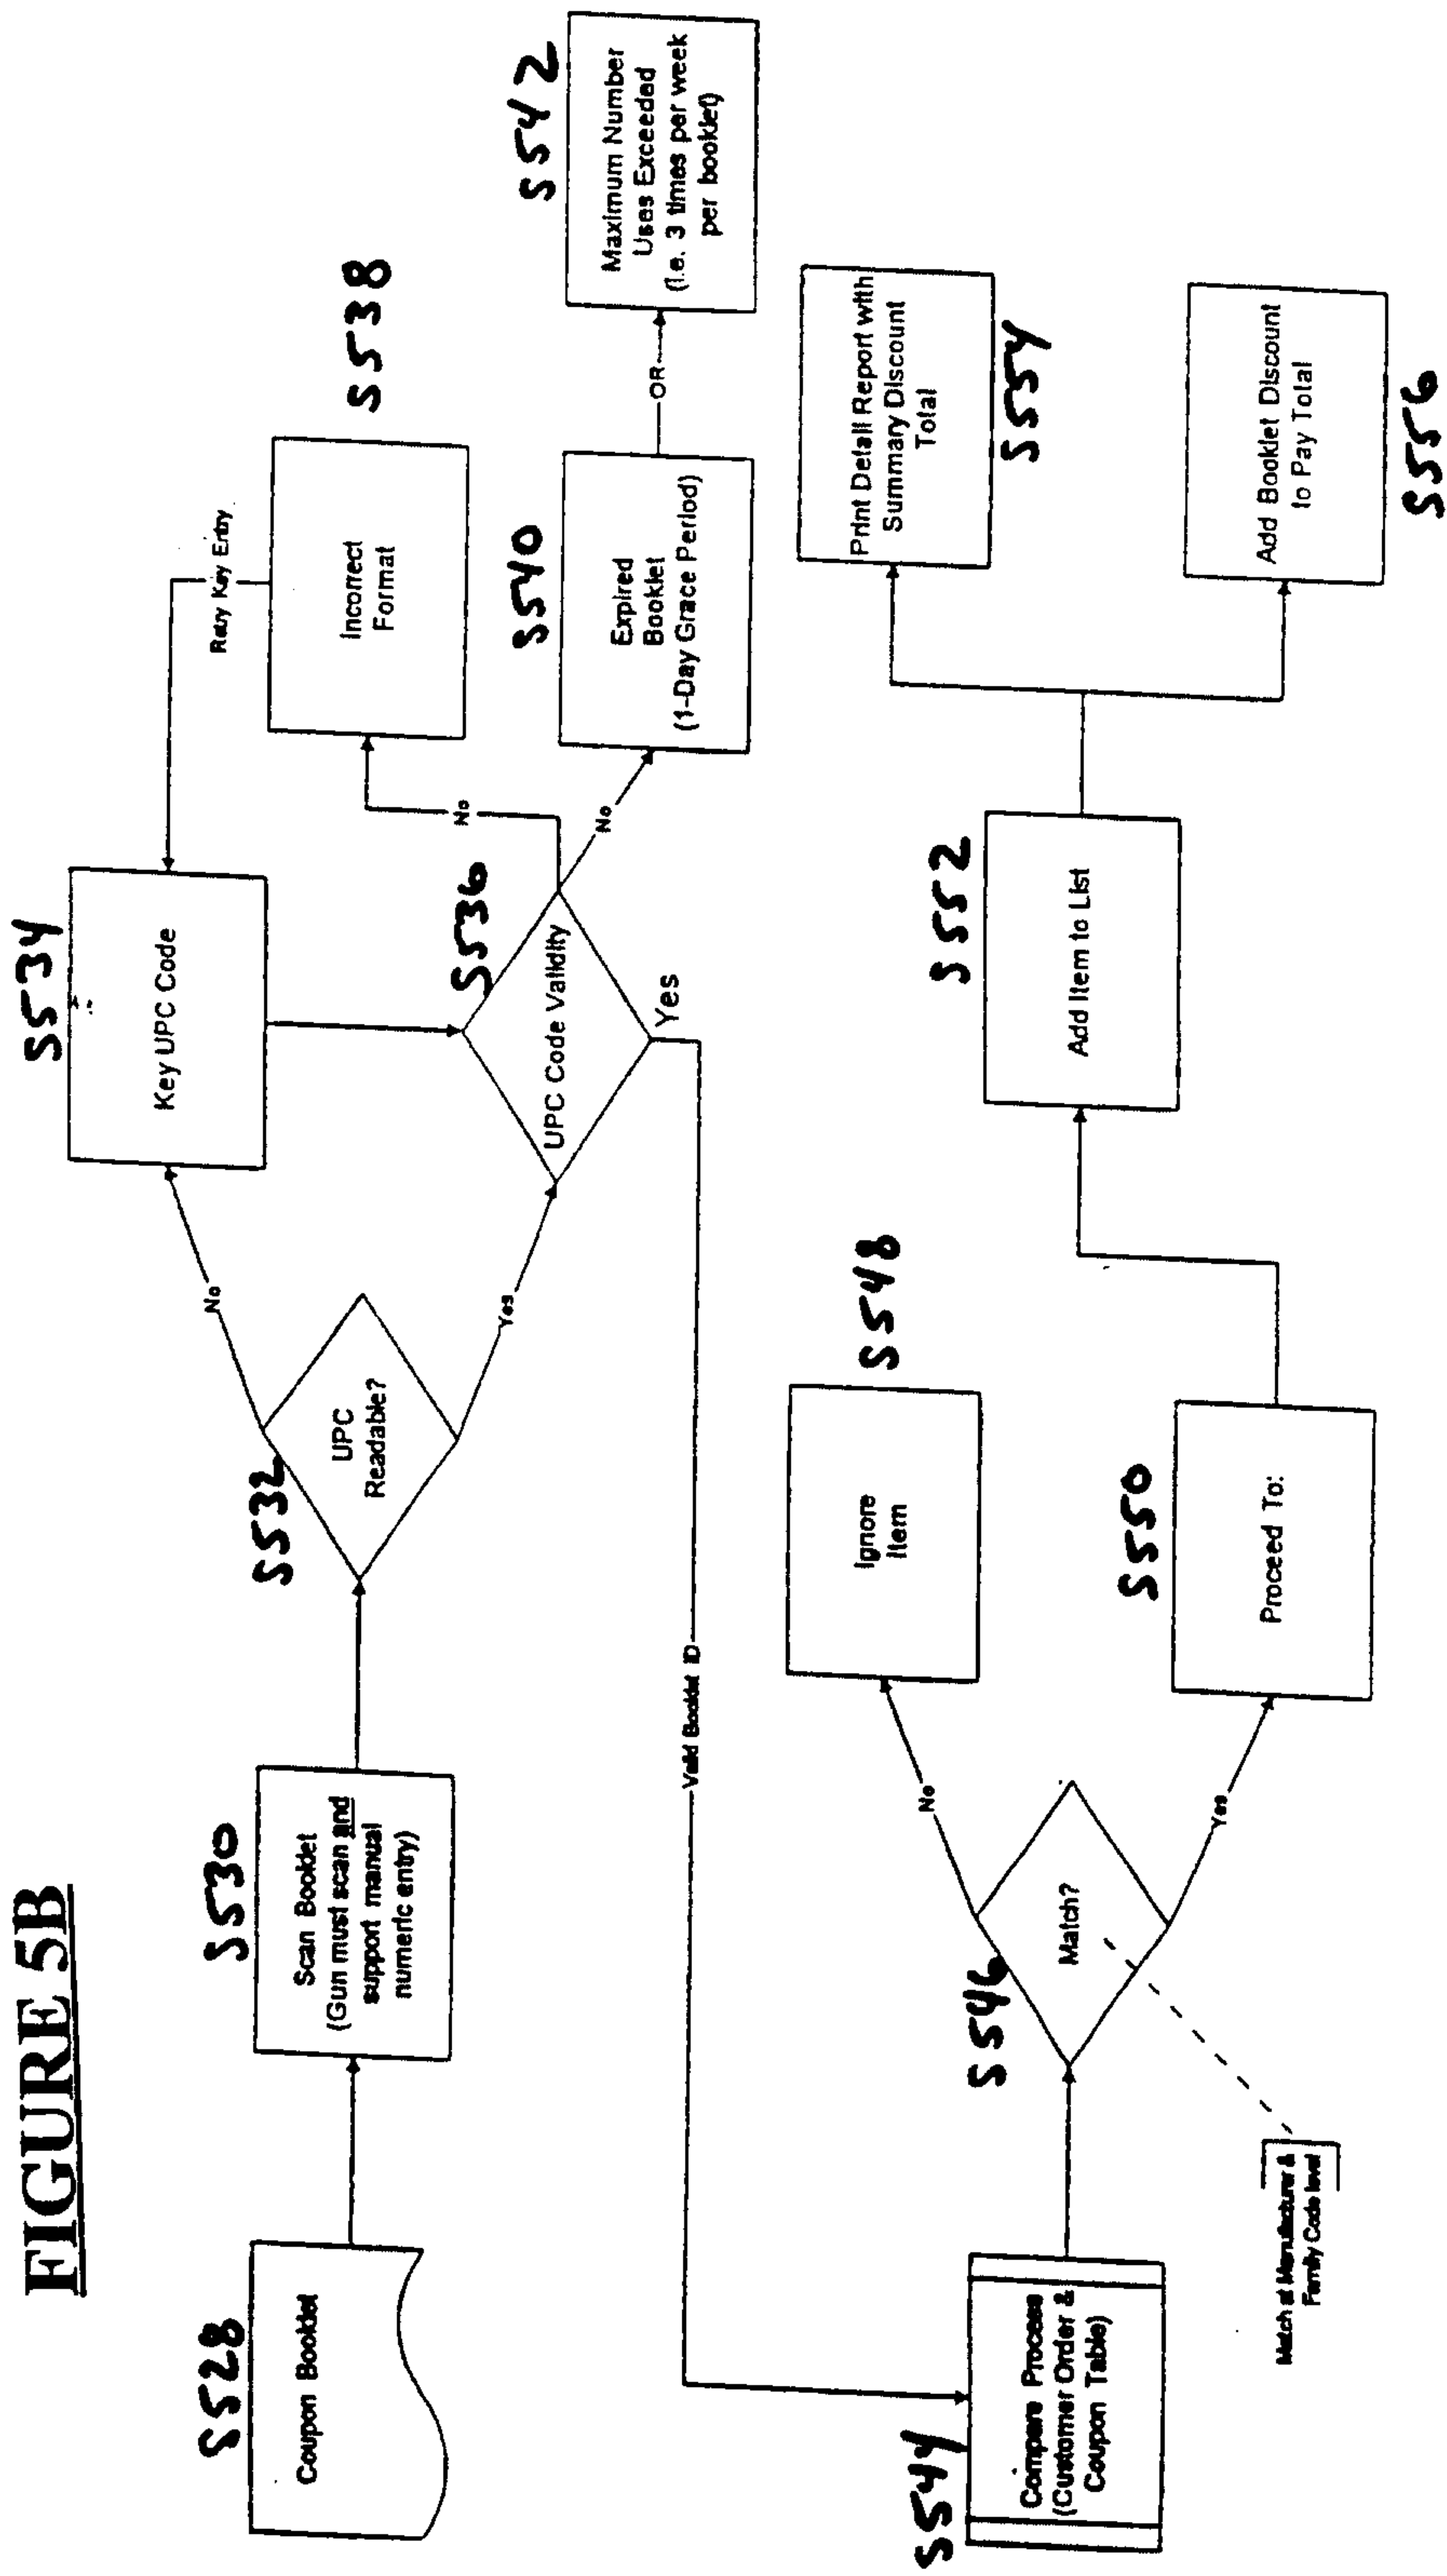 FIGURE 5B
S528
Coupon Booklet
S530
Scan Booklet
(Gun must scan and
support manual
numeric entry)
S532
UPC
Readable?
No
Yes
S534
Key UPC Code
Retry Key Entry
S536
UPC Code Validity
No
No
Yes
S538
Incorrect
Format
S540
Expired
Booklet
(1-Day Grace Period)
OR
S542
Maximum Number
Uses Exceeded
(i.e. 3 times per week
per booklet)
Valid Booklet ID
S544
Compare Process
(Customer Order &
Coupon Table)
S546
Match?
Match at Manufacturer &
Family Code level
No
Yes
S548
Ignore
Item
S550
Proceed To:
S552
Add Item to List
Print Detail Report with
Summary Discount
Total
S554
Add Booklet Discount
to Pay Total
S556